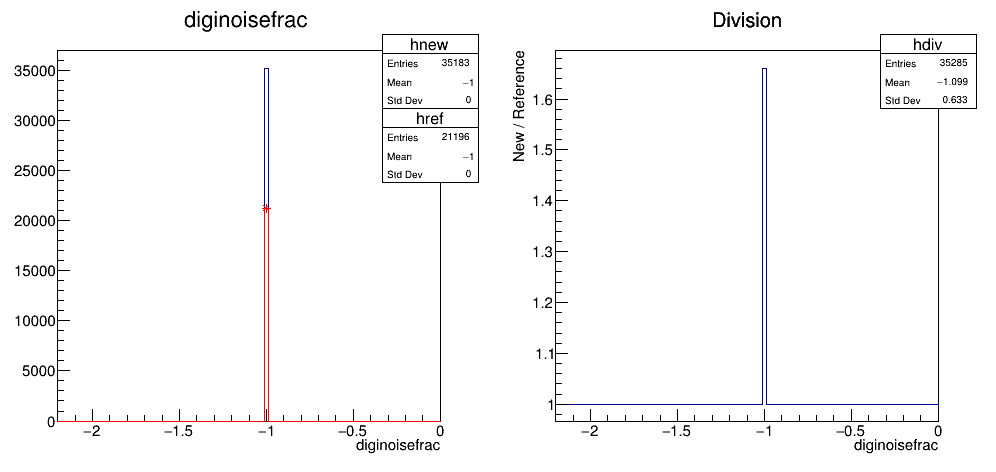 diginoisefrac
hnew
Entries 35183
Mean −1
Std Dev 0
href
Entries 21196
Mean −1
Std Dev 0
35000
30000
25000
20000
15000
10000
5000
0
−2 −1.5 −1 −0.5 0
diginoisefrac
Division
hdiv
Entries 35285
Mean −1.099
Std Dev 0.633
New / Reference
1.6
1.5
1.4
1.3
1.2
1.1
1
−2 −1.5 −1 −0.5 0
diginoisefrac